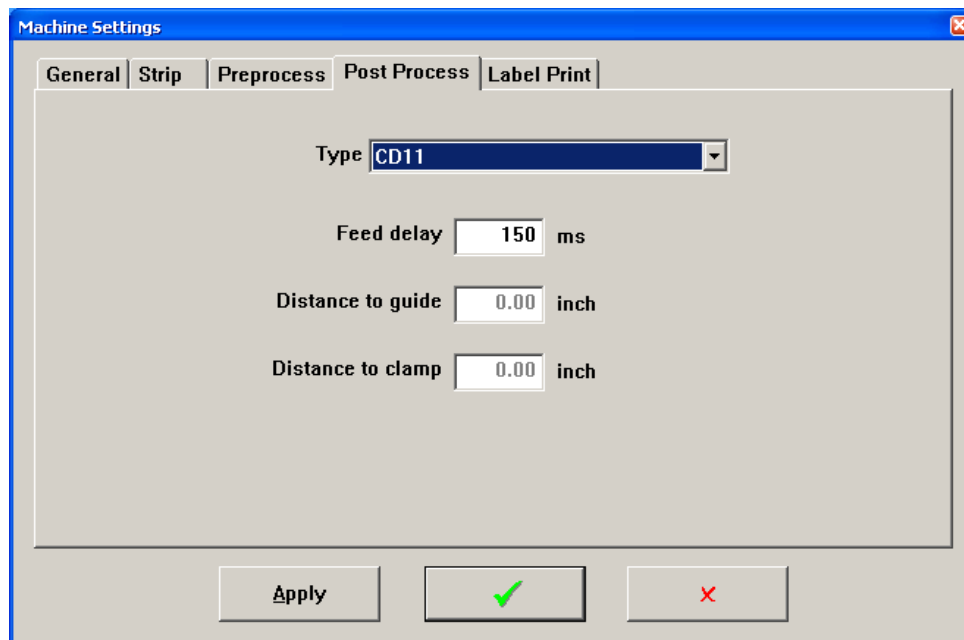 Machine Settings
General Strip Preprocess Post Process Label Print
Type CD11
Feed delay 150 ms
Distance to guide 0.00 inch
Distance to clamp 0.00 inch
Apply